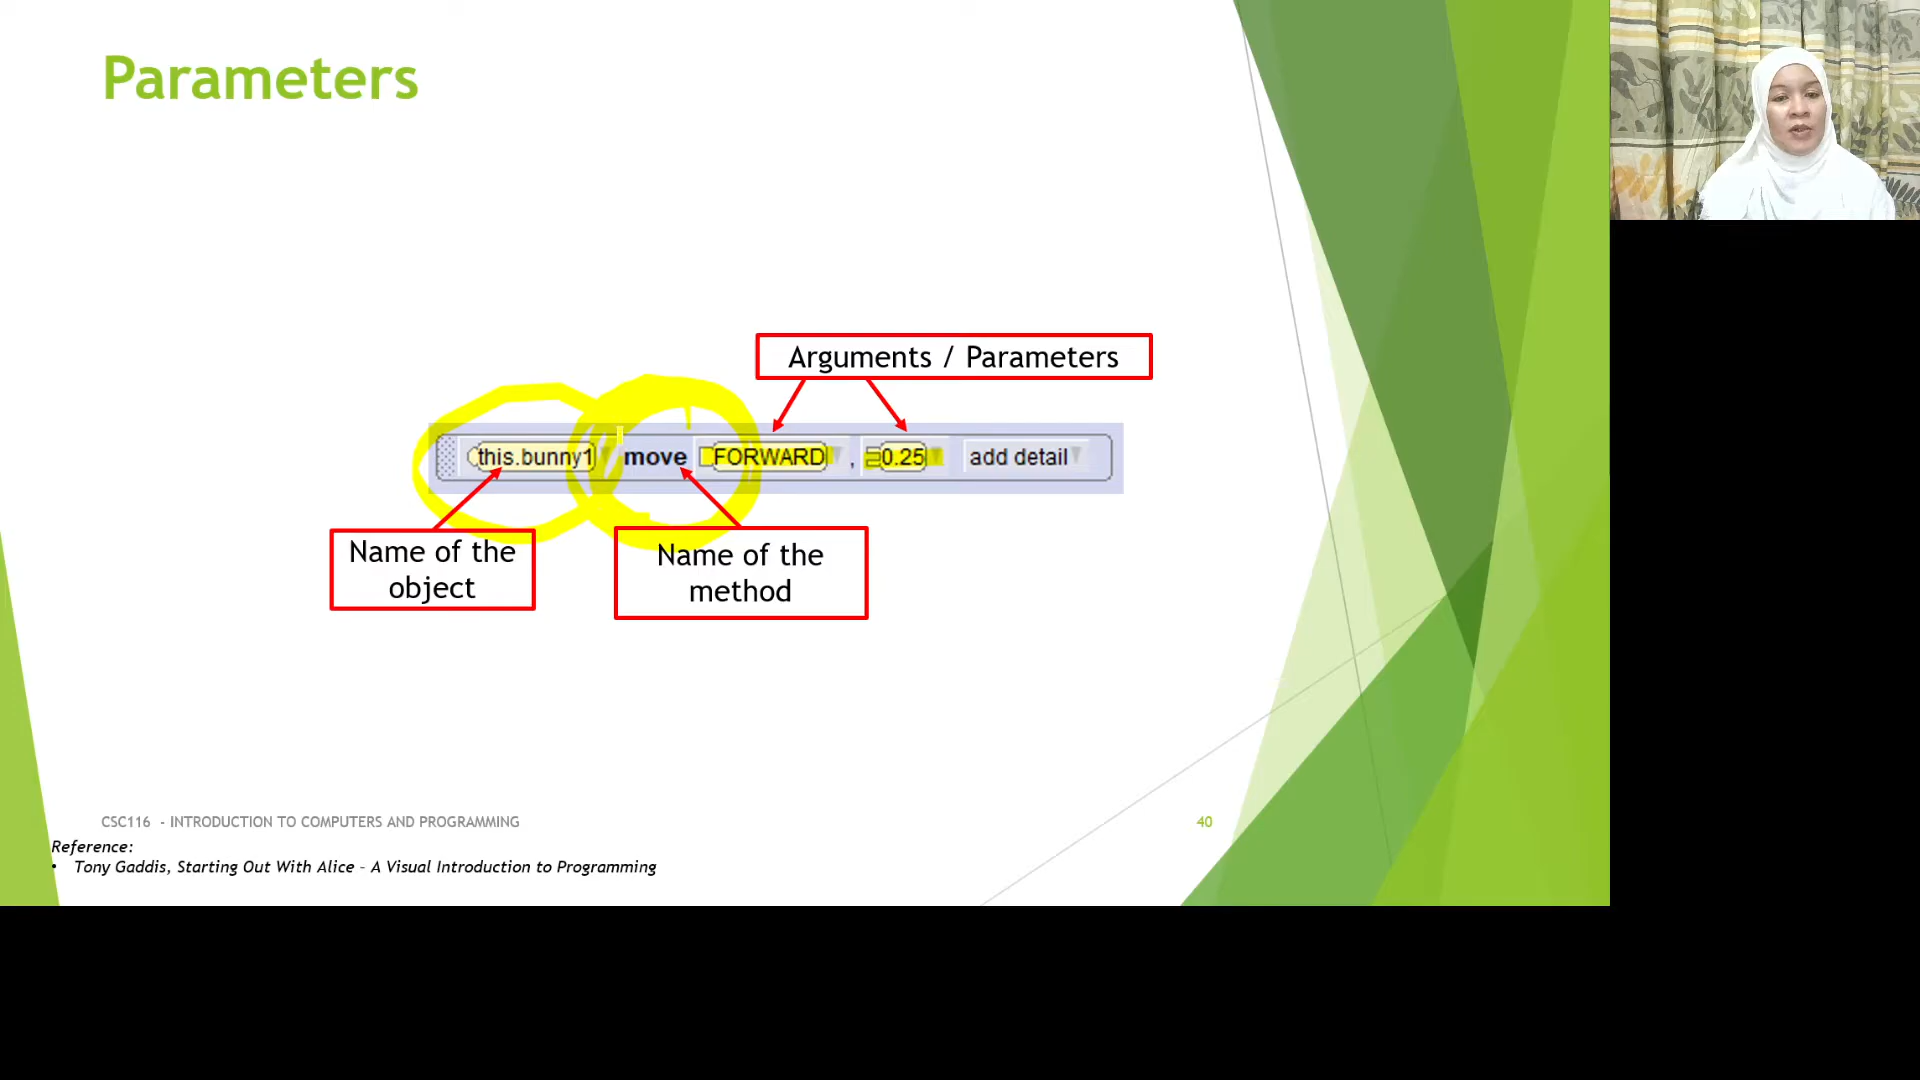 Parameters
Arguments / Parameters
this.bunny1 move FORWARD , 0.25 add detail
Name of the
object
Name of the
method
CSC116 - INTRODUCTION TO COMPUTERS AND PROGRAMMING
40
Reference:
• Tony Gaddis, Starting Out With Alice – A Visual Introduction to Programming